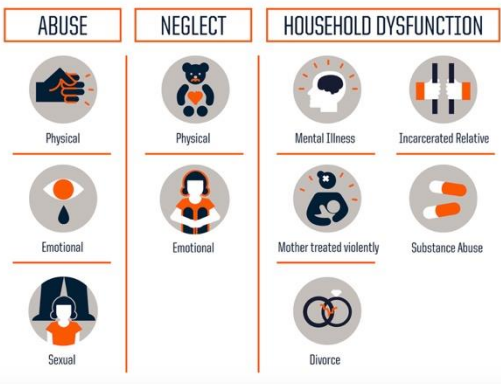 ABUSE
NEGLECT
HOUSEHOLD DYSFUNCTION
Physical
Physical
Mental Illness
Incarcerated Relative
Emotional
Emotional
Mother treated violently
Substance Abuse
Sexual
Divorce